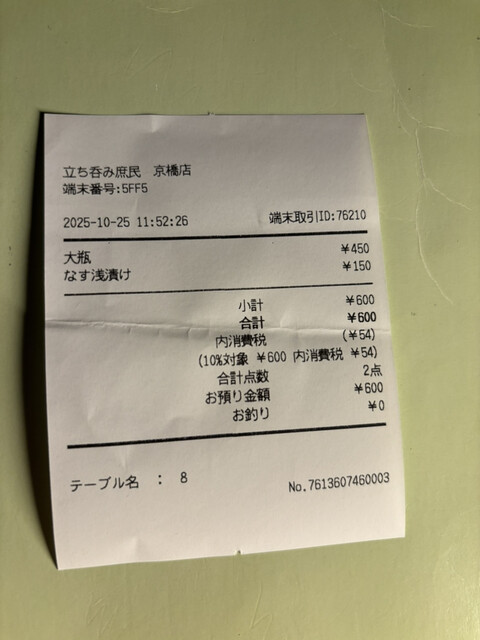 立ち呑み庶民 京橋店
端末番号:5FF5
2025-10-25 11:52:26 端末取引ID:76210
大瓶 ¥450
なす浅漬け ¥150
小計 ¥600
合計 ¥600
内消費税 (¥54)
(10%対象 ¥600 内消費税 ¥54)
合計点数 2点
お預り金額 ¥600
お釣り ¥0
テーブル名 : 8 No.7613607460003